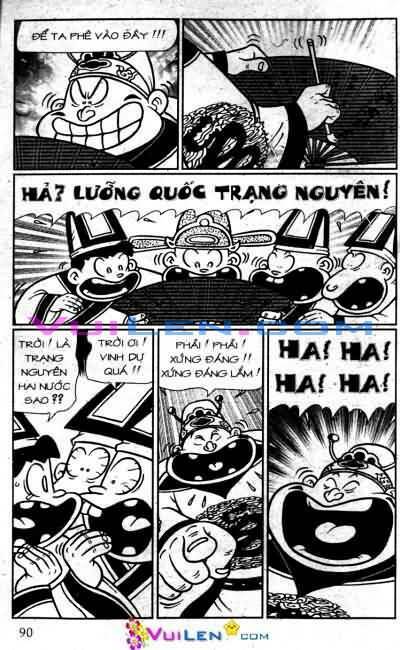 ĐỂ TA PHÊ VÀO ĐÂY !!!
HẢ? LƯỠNG QUỐC TRẠNG NGUYÊN!
VUILEN.COM
TRỜI ! LÀ
TRẠNG
NGUYÊN
HAI NƯỚC
SAO ??
TRỜI ƠI !
VINH DỰ
QUÁ !!
PHẢI ! PHẢI !
XỨNG ĐÁNG !!
XỨNG ĐÁNG LẮM !
HA! HA!
HA! HA!
90
VUILEN.COM